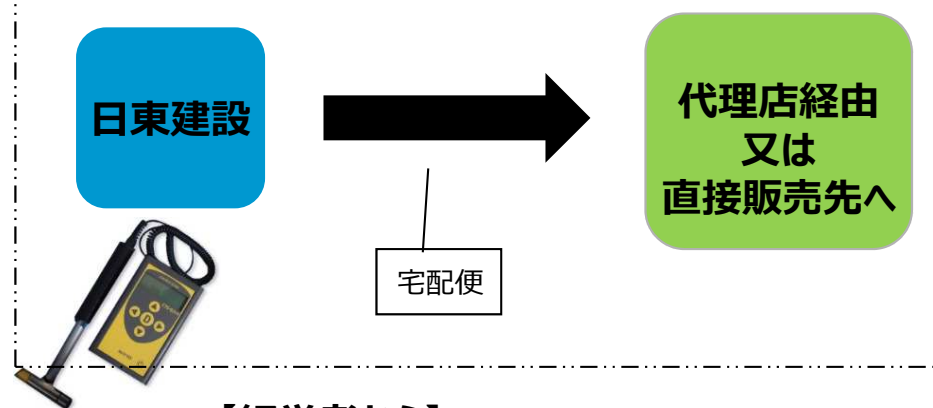 日東建設
代理店経由
又は
直接販売先へ
宅配便